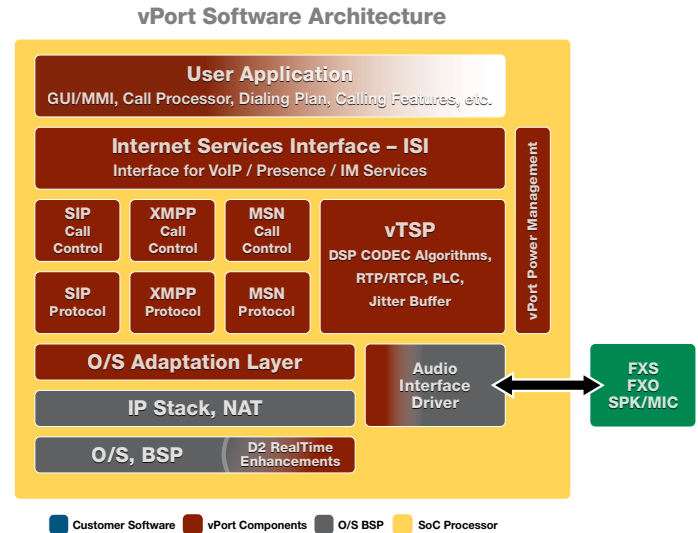 vPort Software Architecture
User Application
GUI/MMI, Call Processor, Dialing Plan, Calling Features, etc.
Internet Services Interface – ISI
Interface for VoIP / Presence / IM Services
vPort Power Management
SIP
Call
Control
XMPP
Call
Control
MSN
Call
Control
vTSP
DSP CODEC Algorithms,
RTP/RTCP, PLC,
Jitter Buffer
SIP
Protocol
XMPP
Protocol
MSN
Protocol
O/S Adaptation Layer
Audio
Interface
Driver
FXS
FXO
SPK/MIC
IP Stack, NAT
O/S, BSP
D2 RealTime
Enhancements
Customer Software
vPort Components
O/S BSP
SoC Processor